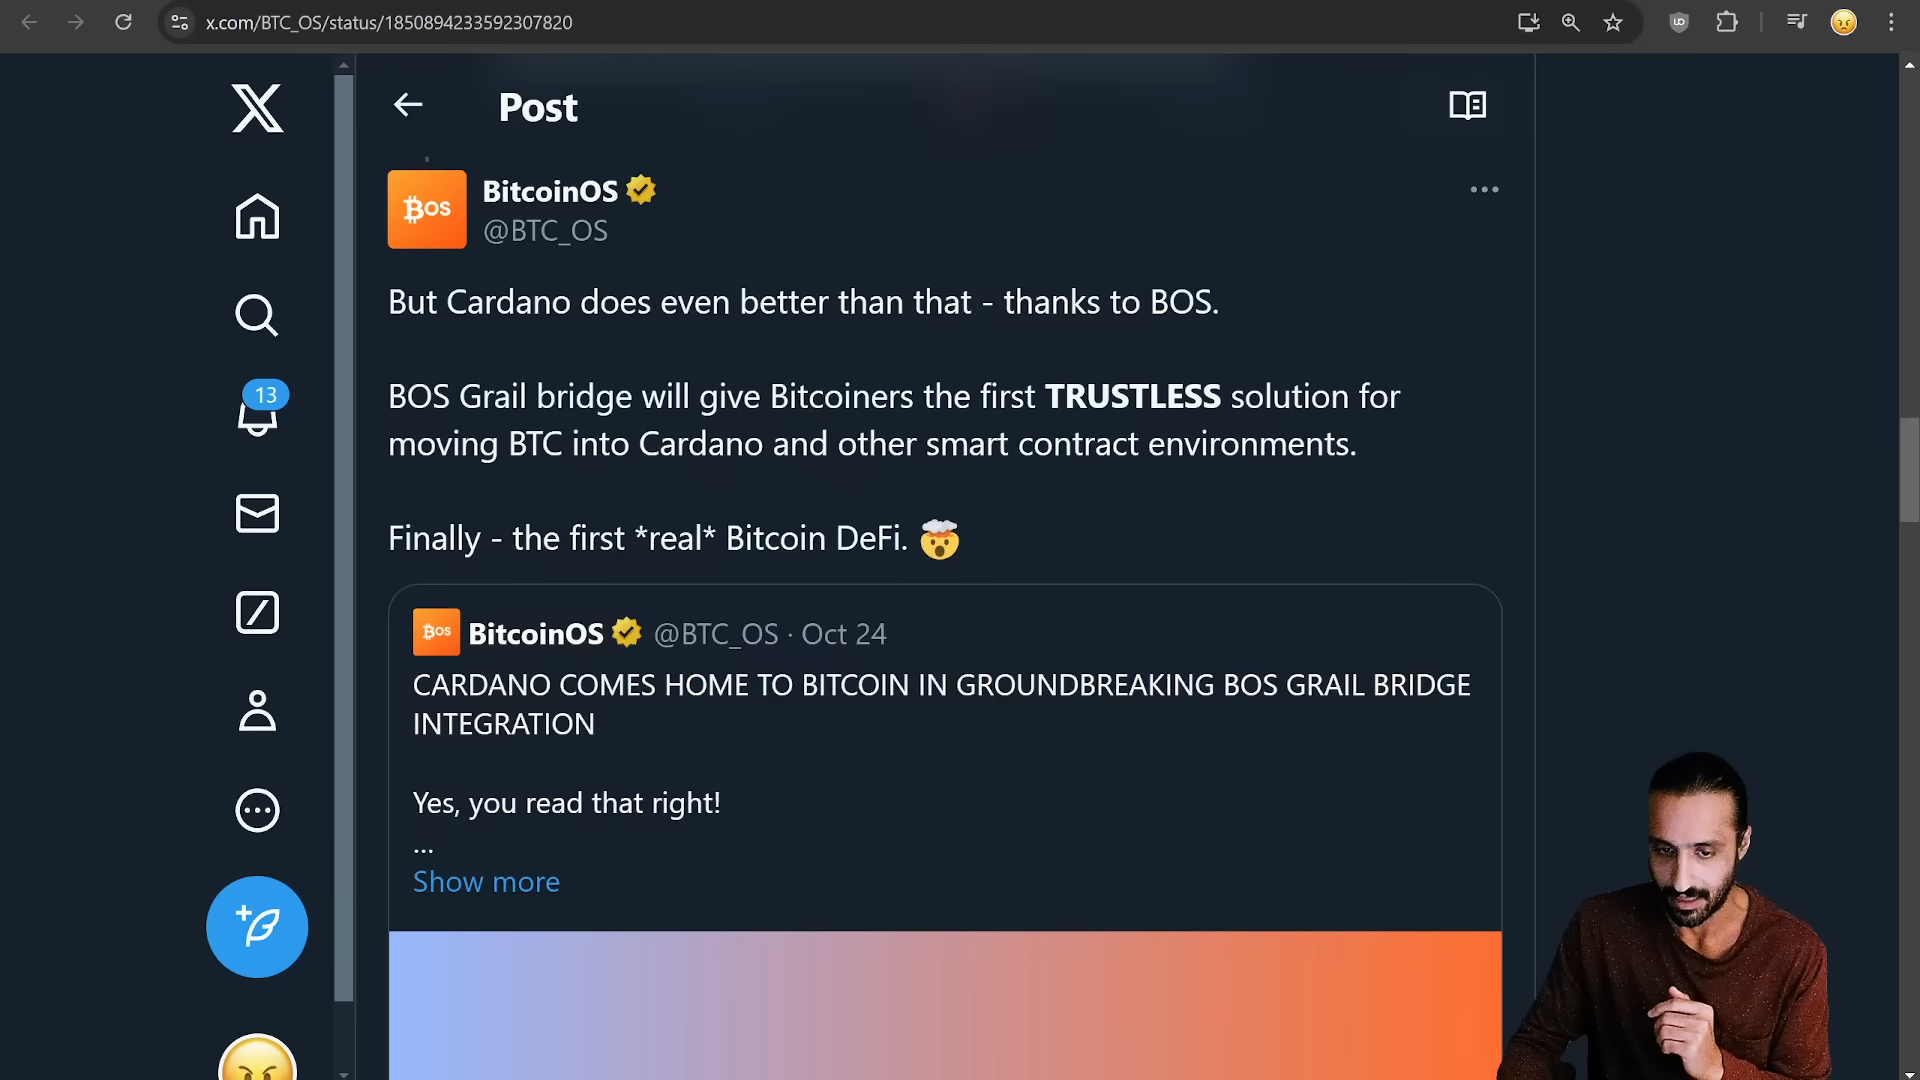 x.com/BTC_OS/status/1850894233592307820
Post
BOS
BitcoinOS
@BTC_OS
But Cardano does even better than that - thanks to BOS.
BOS Grail bridge will give Bitcoiners the first TRUSTLESS solution for
moving BTC into Cardano and other smart contract environments.
Finally - the first *real* Bitcoin DeFi. 🤯
BOS
BitcoinOS @BTC_OS · Oct 24
CARDANO COMES HOME TO BITCOIN IN GROUNDBREAKING BOS GRAIL BRIDGE
INTEGRATION
Yes, you read that right!
...
Show more
13